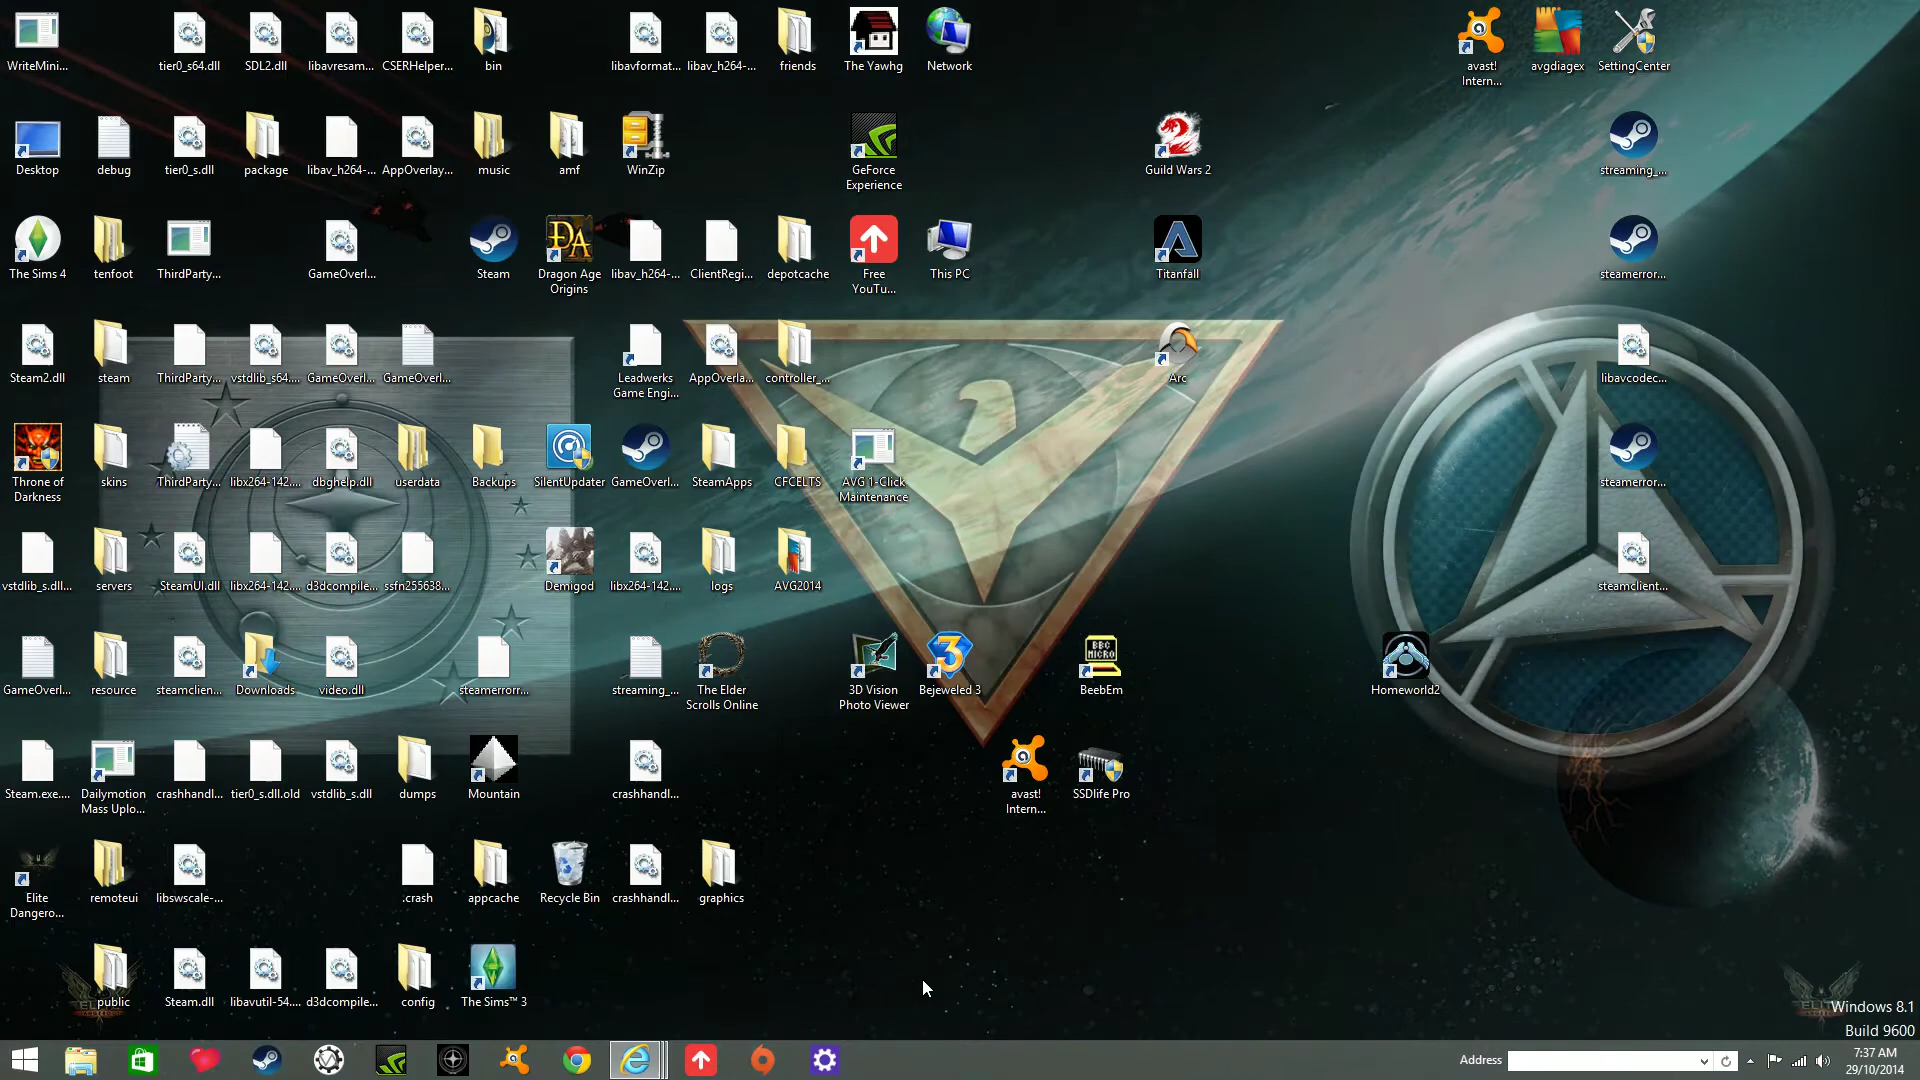 WriteMini...
tier0_s64.dll
SDL2.dll
libavresam...
CSERHelper...
bin
libavformat...
libav_h264-...
friends
The Yawhg
Network
avast!
Intern...
avgdiagex
SettingCenter
Desktop
debug
tier0_s.dll
package
libav_h264-...
AppOverlay...
music
amf
WinZip
GeForce
Experience
Guild Wars 2
streaming_...
The Sims 4
tenfoot
ThirdParty...
GameOverl...
Steam
Dragon Age
Origins
libav_h264-...
ClientRegi...
depotcache
Free
YouTu...
This PC
Titanfall
steamerror...
Steam2.dll
steam
ThirdParty...
vstdlib_s64....
GameOverl...
GameOverl...
Leadwerks
Game Engi...
AppOverla...
controller_...
Arc
libavcodec...
Throne of
Darkness
skins
ThirdParty...
libx264-142....
dbghelp.dll
userdata
Backups
SilentUpdater
GameOverl...
SteamApps
CFCELTS
AVG 1-Click
Maintenance
steamerror...
vstdlib_s.dll...
servers
SteamUI.dll
libx264-142....
d3dcompile...
ssfn255638...
Demigod
libx264-142....
logs
AVG2014
steamclient...
GameOverl...
resource
steamclien...
Downloads
video.dll
steamerrorr...
streaming_...
The Elder
Scrolls Online
3D Vision
Photo Viewer
3
Bejeweled 3
BBC
MICRO
BeebEm
Homeworld2
Steam.exe....
Dailymotion
Mass Uplo...
crashhandl...
tier0_s.dll.old
vstdlib_s.dll
dumps
Mountain
crashhandl...
avast!
Intern...
SSDlife Pro
Elite
Dangero...
remoteui
libswscale-...
.crash
appcache
Recycle Bin
crashhandl...
graphics
public
Steam.dll
libavutil-54....
d3dcompile...
config
The Sims™ 3
Windows 8.1
Build 9600
Address
7:37 AM
29/10/2014